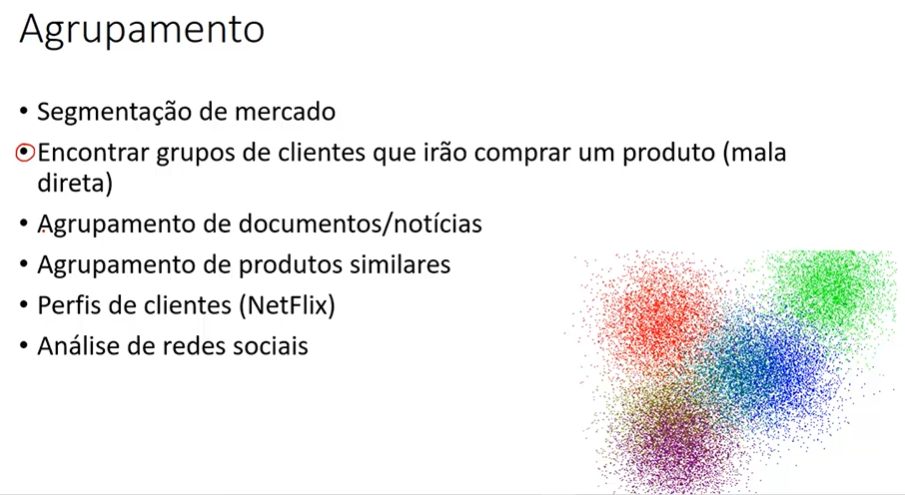 Agrupamento
• Segmentação de mercado
• Encontrar grupos de clientes que irão comprar um produto (mala
direta)
• Agrupamento de documentos/notícias
• Agrupamento de produtos similares
• Perfis de clientes (NetFlix)
• Análise de redes sociais